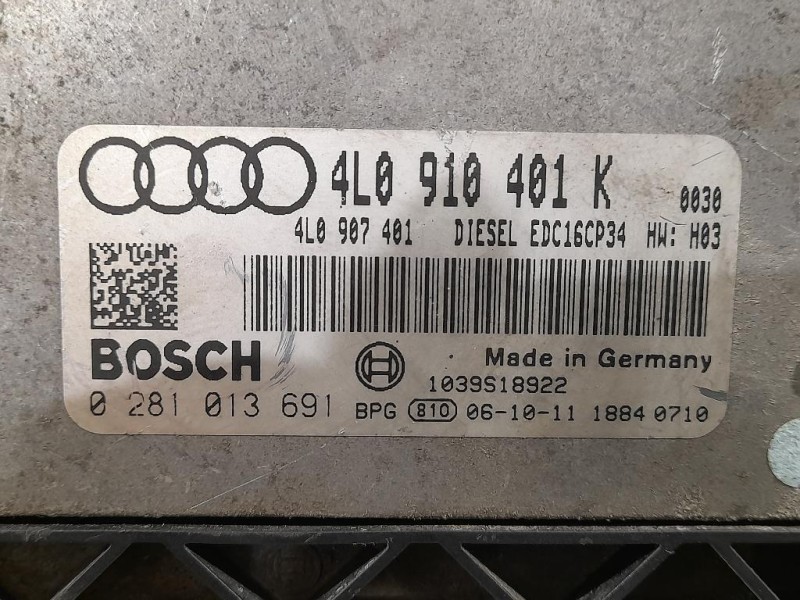 4L0 910 401 K 0030
4L0 907 401 DIESEL EDC16CP34 HW: H03
BOSCH Made in Germany
1039S18922
0 281 013 691 BPG 810 06-10-11 1884 0710